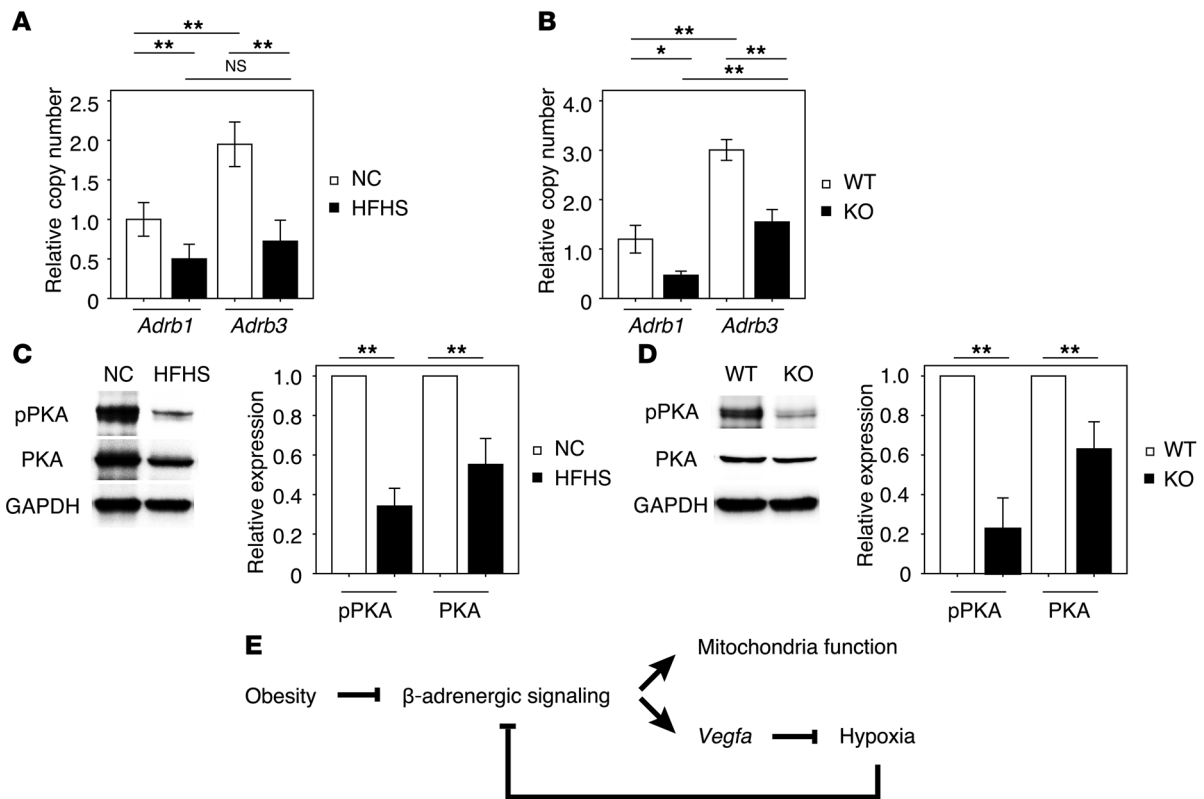 A
**
** **
NS
Relative copy number
2.5
2.0
1.5
1.0
0.5
0
Adrb1 Adrb3
NC
HFHS
B
**
* **
**
Relative copy number
4.0
3.0
2.0
1.0
0
Adrb1 Adrb3
WT
KO
C
NC HFHS
pPKA
PKA
GAPDH
** **
Relative expression
1.0
0.8
0.6
0.4
0.2
0
pPKA PKA
NC
HFHS
D
WT KO
pPKA
PKA
GAPDH
** **
Relative expression
1.0
0.8
0.6
0.4
0.2
0
pPKA PKA
WT
KO
E
Mitochondria function
Obesity β-adrenergic signaling
Vegfa Hypoxia